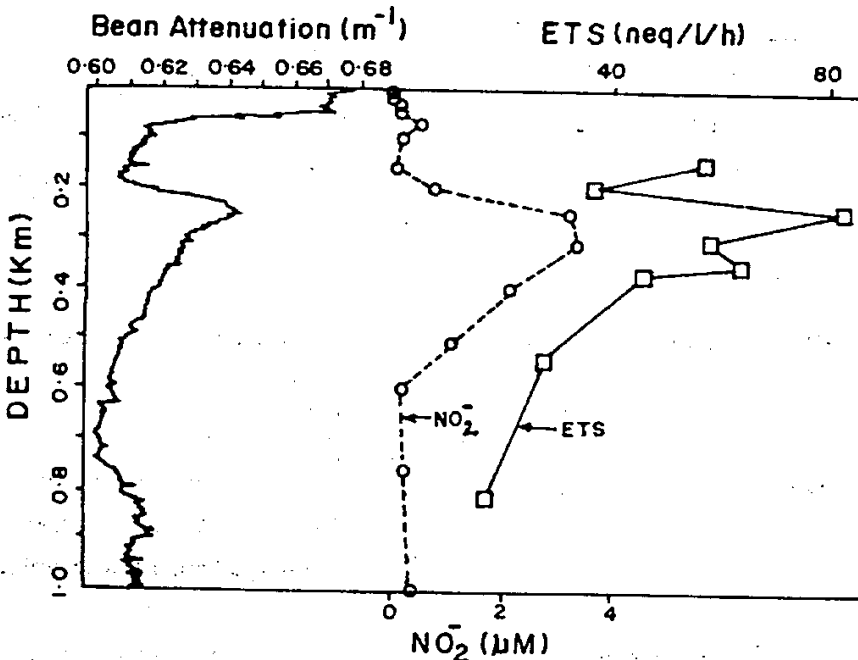 Bean Attenuation (m⁻¹) ETS (neq/l/h)
0.60 0.62 0.64 0.66 0.68 40 80
DEPTH (Km)
0.2
0.4
0.6
0.8
1.0
NO₂⁻
ETS
0 2 4
NO₂⁻ (μM)